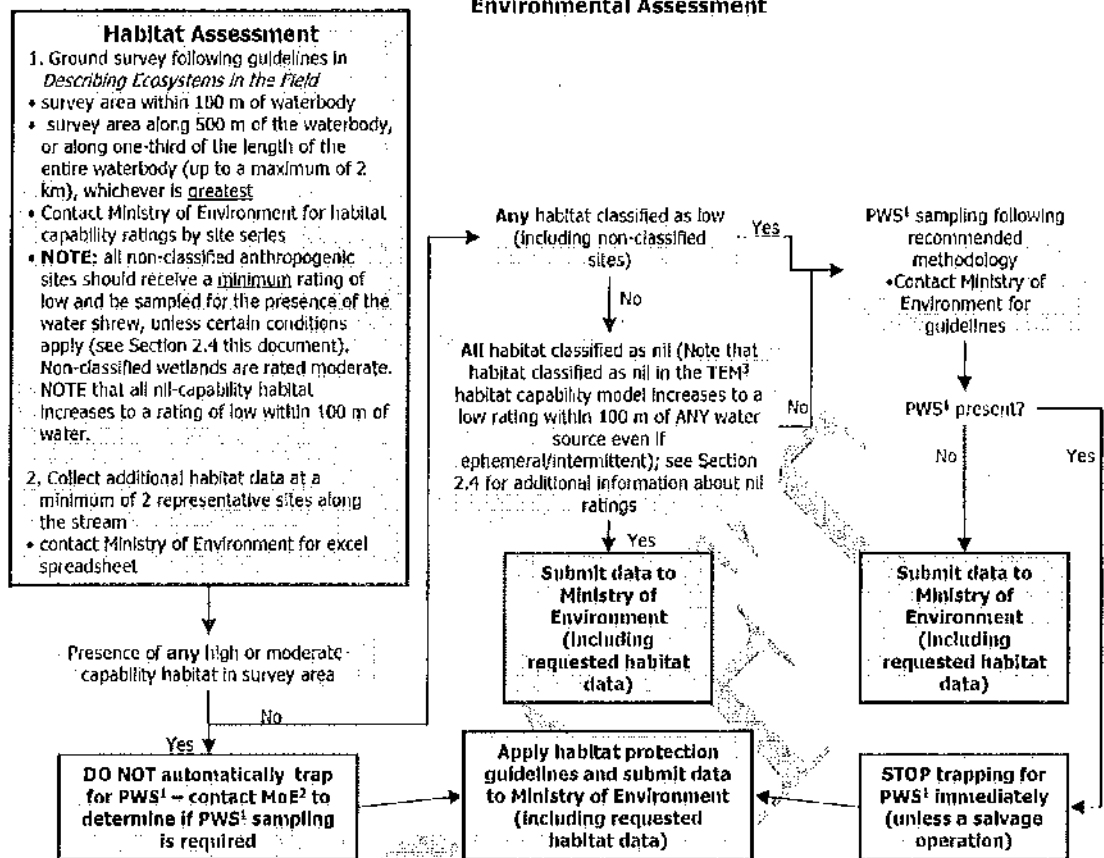 Environmental Assessment
Habitat Assessment
1. Ground survey following guidelines in
Describing Ecosystems in the Field
• survey area within 100 m of waterbody
• survey area along 500 m of the waterbody,
or along one-third of the length of the
entire waterbody (up to a maximum of 2
km), whichever is greatest
• Contact Ministry of Environment for habitat
capability ratings by site series
• NOTE: all non-classified anthropogenic
sites should receive a minimum rating of
low and be sampled for the presence of the
water shrew, unless certain conditions
apply (see Section 2.4 this document).
Non-classified wetlands are rated moderate.
NOTE that all nil-capability habitat
increases to a rating of low within 100 m of
water.
2. Collect additional habitat data at a
minimum of 2 representative sites along
the stream
• contact Ministry of Environment for excel
spreadsheet
Presence of any high or moderate
capability habitat in survey area
No
Yes
DO NOT automatically trap
for PWS¹ – contact MoE² to
determine if PWS¹ sampling
is required
Any habitat classified as low
(including non-classified
sites)
Yes
No
All habitat classified as nil (Note that
habitat classified as nil in the TEM³
habitat capability model increases to a
low rating within 100 m of ANY water
source even if
ephemeral/intermittent); see Section
2.4 for additional information about nil
ratings
No
Yes
Submit data to
Ministry of
Environment
(including
requested habitat
data)
Apply habitat protection
guidelines and submit data
to Ministry of Environment
(including requested
habitat data)
PWS¹ sampling following
recommended
methodology
•Contact Ministry of
Environment for
guidelines
PWS¹ present?
No
Yes
Submit data to
Ministry of
Environment
(including
requested habitat
data)
STOP trapping for
PWS¹ immediately
(unless a salvage
operation)